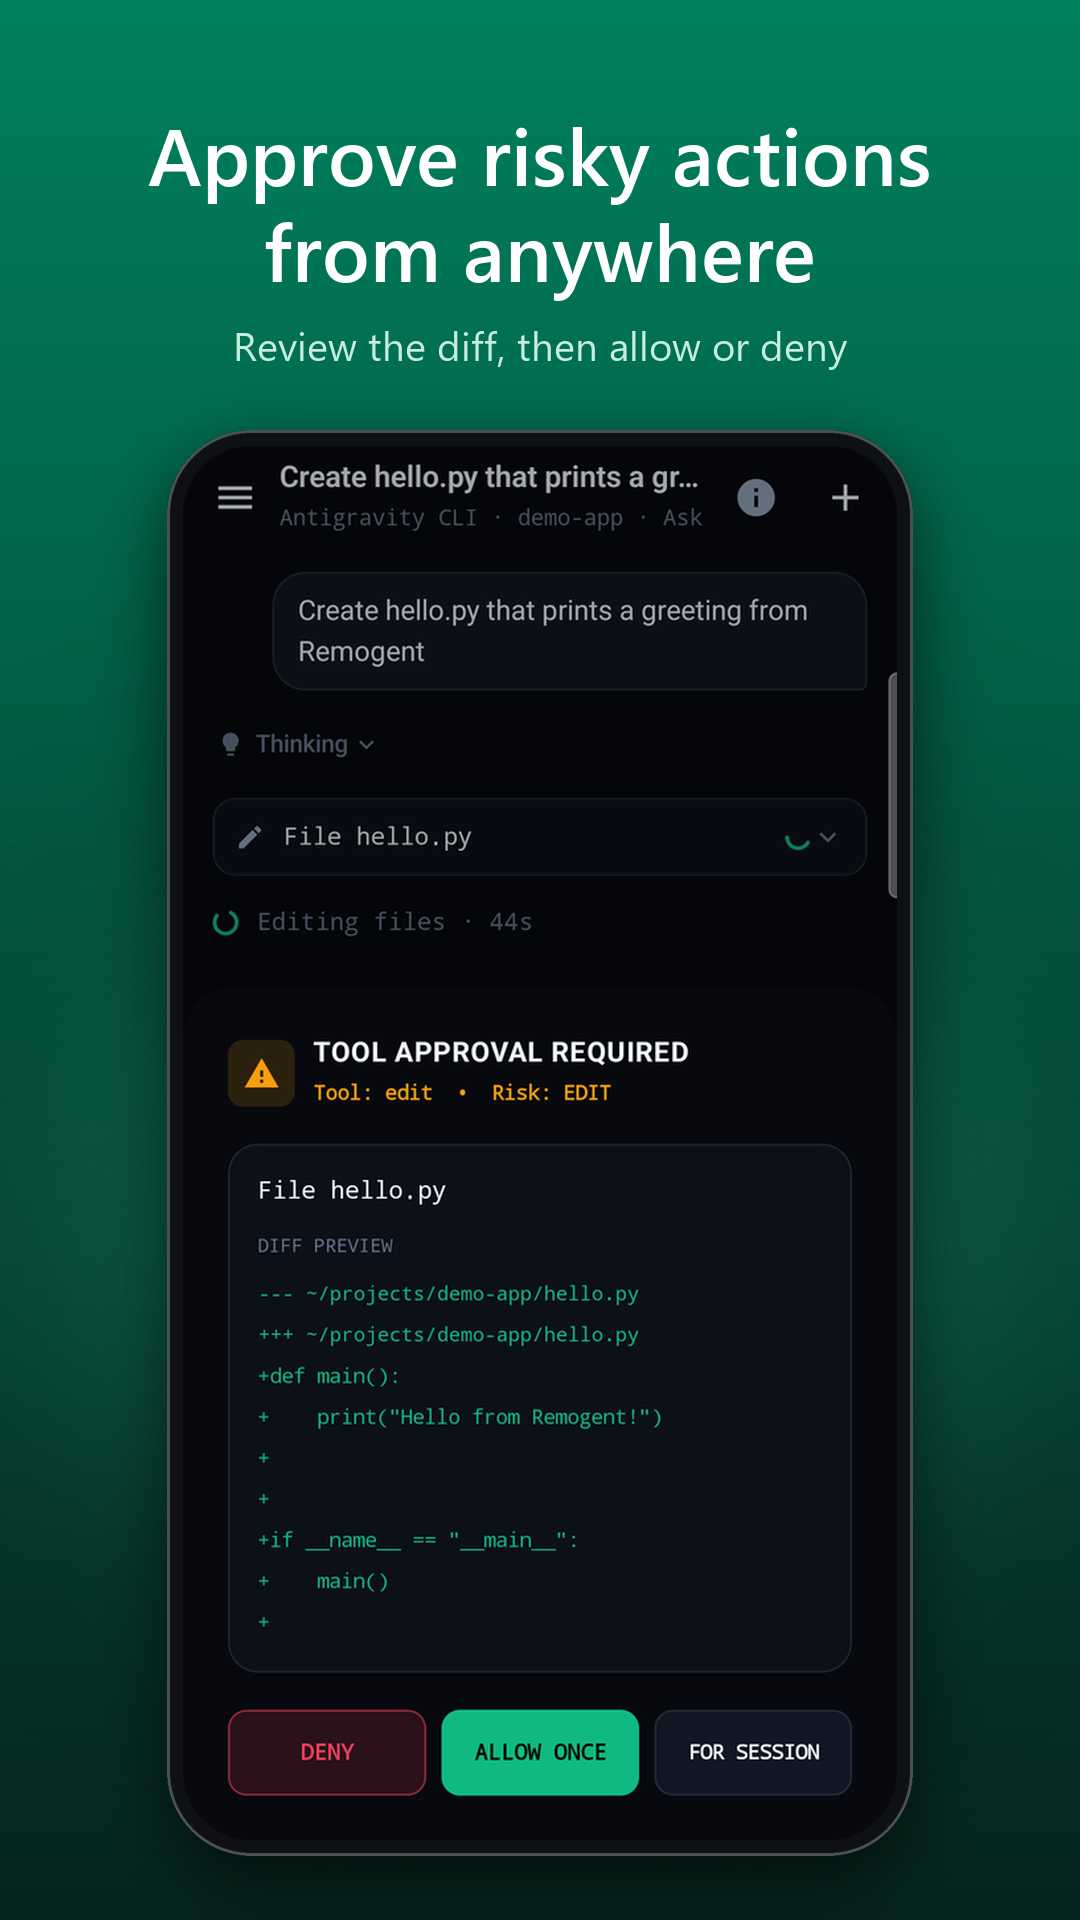 Approve risky actions
from anywhere
Review the diff, then allow or deny
Create hello.py that prints a gr...
Antigravity CLI · demo-app · Ask
Create hello.py that prints a greeting from
Remogent
Thinking
File hello.py
Editing files · 44s
TOOL APPROVAL REQUIRED
Tool: edit • Risk: EDIT
File hello.py
DIFF PREVIEW
--- ~/projects/demo-app/hello.py
+++ ~/projects/demo-app/hello.py
+def main():
+    print("Hello from Remogent!")
+
+
+if __name__ == "__main__":
+    main()
+
DENY ALLOW ONCE FOR SESSION